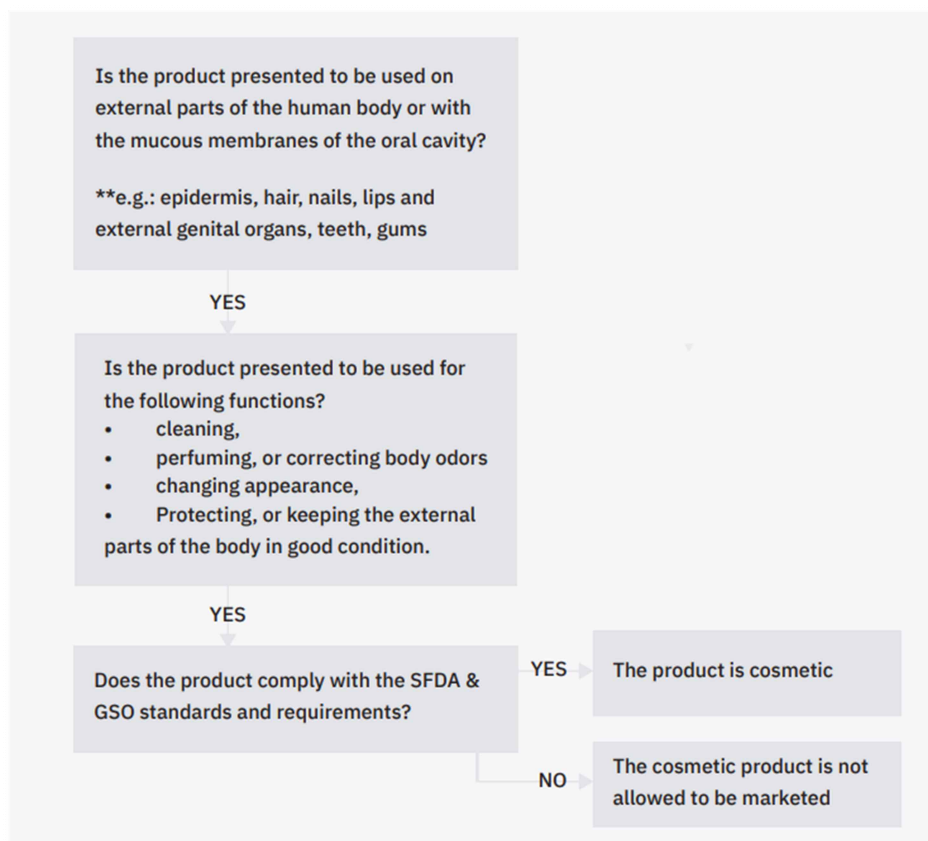 Is the product presented to be used on
external parts of the human body or with
the mucous membranes of the oral cavity?
**e.g.: epidermis, hair, nails, lips and
external genital organs, teeth, gums
YES
Is the product presented to be used for
the following functions?
• cleaning,
• perfuming, or correcting body odors
• changing appearance,
• Protecting, or keeping the external
parts of the body in good condition.
YES
Does the product comply with the SFDA &
GSO standards and requirements?
YES
The product is cosmetic
NO
The cosmetic product is not
allowed to be marketed